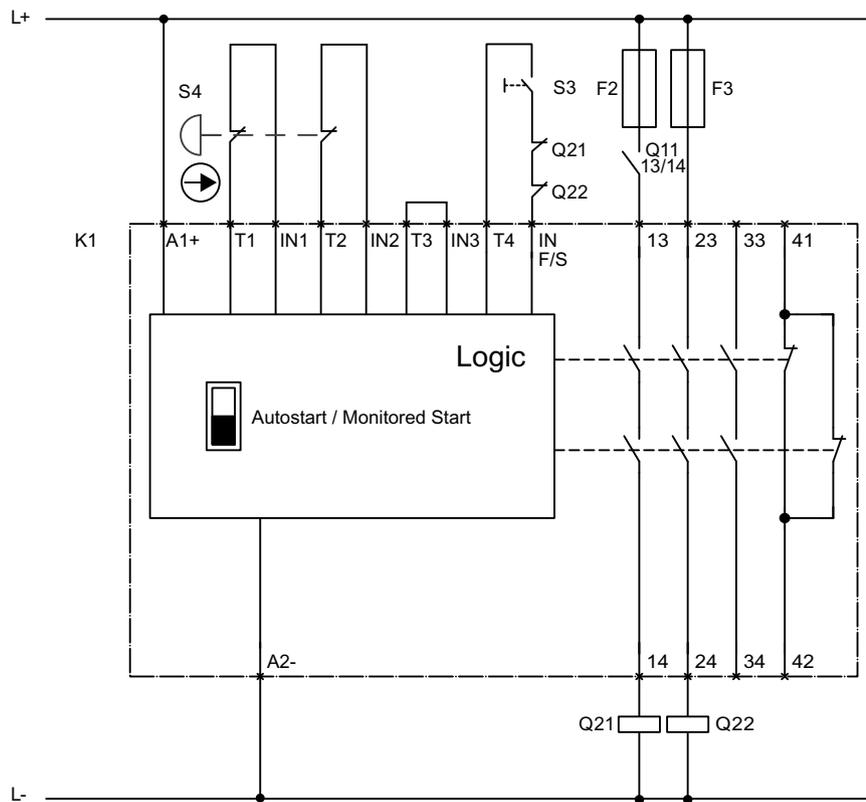 L+
S4
S3
F2
F3
Q21
Q11
13/14
Q22
K1
A1+
T1
IN1
T2
IN2
T3
IN3
T4
IN
F/S
13
23
33
41
Logic
Autostart / Monitored Start
A2-
14
24
34
42
Q21
Q22
L-